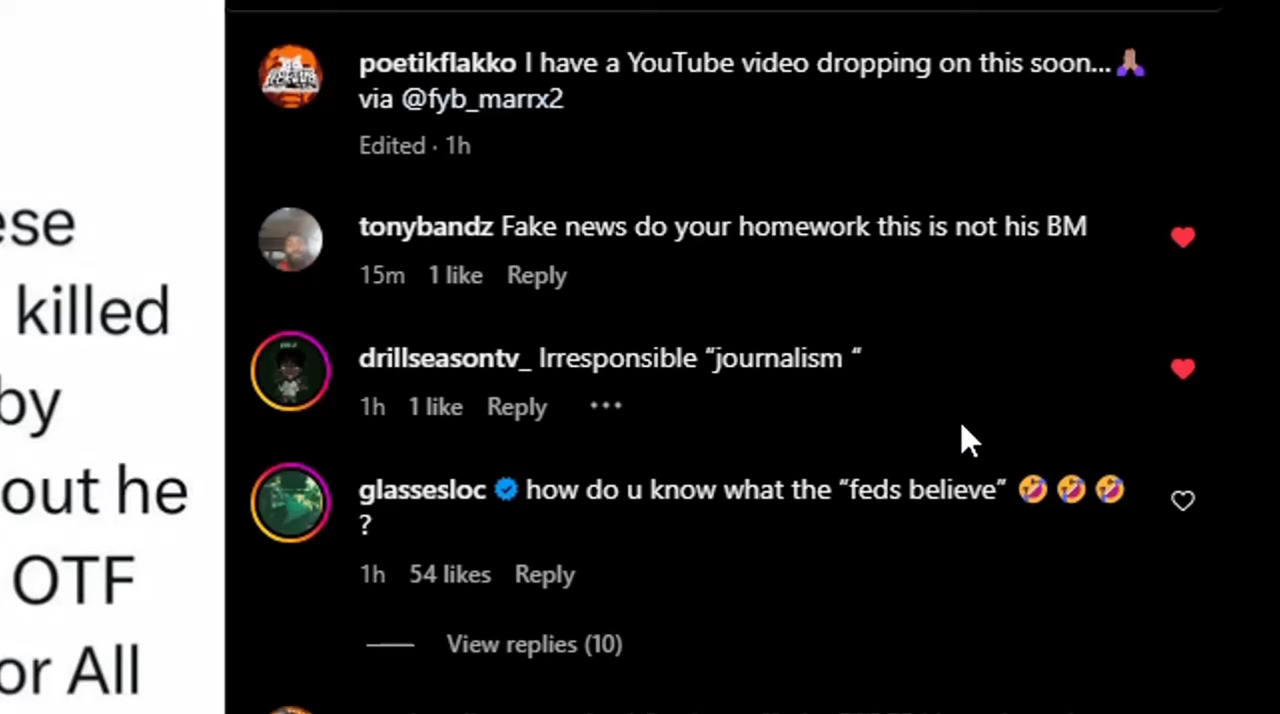 ese
killed
by
out he
OTF
or All
poetikflakko I have a YouTube video dropping on this soon...🙏🏽
via @fyb_marrx2
Edited · 1h
tonybandz Fake news do your homework this is not his BM
15m 1 like Reply
drillseasontv_ Irresponsible “journalism “
1h 1 like Reply •••
glassesloc how do u know what the “feds believe” 🤣🤣🤣
?
1h 54 likes Reply
View replies (10)